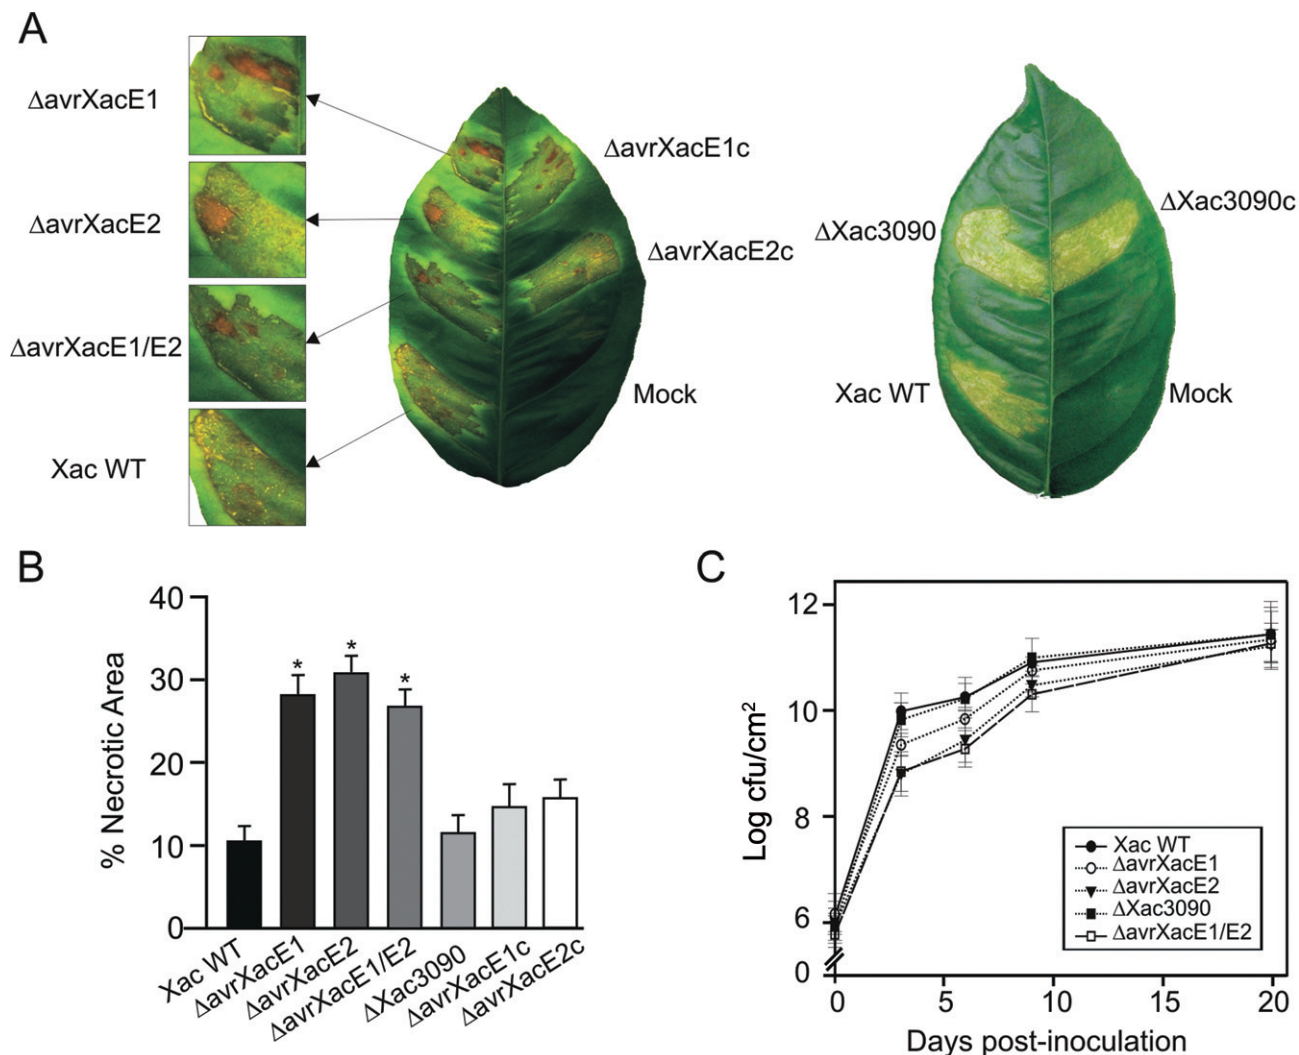 A
ΔavrXacE1
ΔavrXacE2
ΔavrXacE1/E2
Xac WT
ΔavrXacE1c
ΔavrXacE2c
Mock
ΔXac3090
ΔXac3090c
Xac WT
Mock
B
% Necrotic Area
40
30
20
10
0
*
*
*
Xac WT
ΔavrXacE1
ΔavrXacE2
ΔavrXacE1/E2
ΔXac3090
ΔavrXacE1c
ΔavrXacE2c
C
Log cfu/cm²
12
10
8
6
0
0
5
10
15
20
Days post-inoculation
Xac WT
ΔavrXacE1
ΔavrXacE2
ΔXac3090
ΔavrXacE1/E2